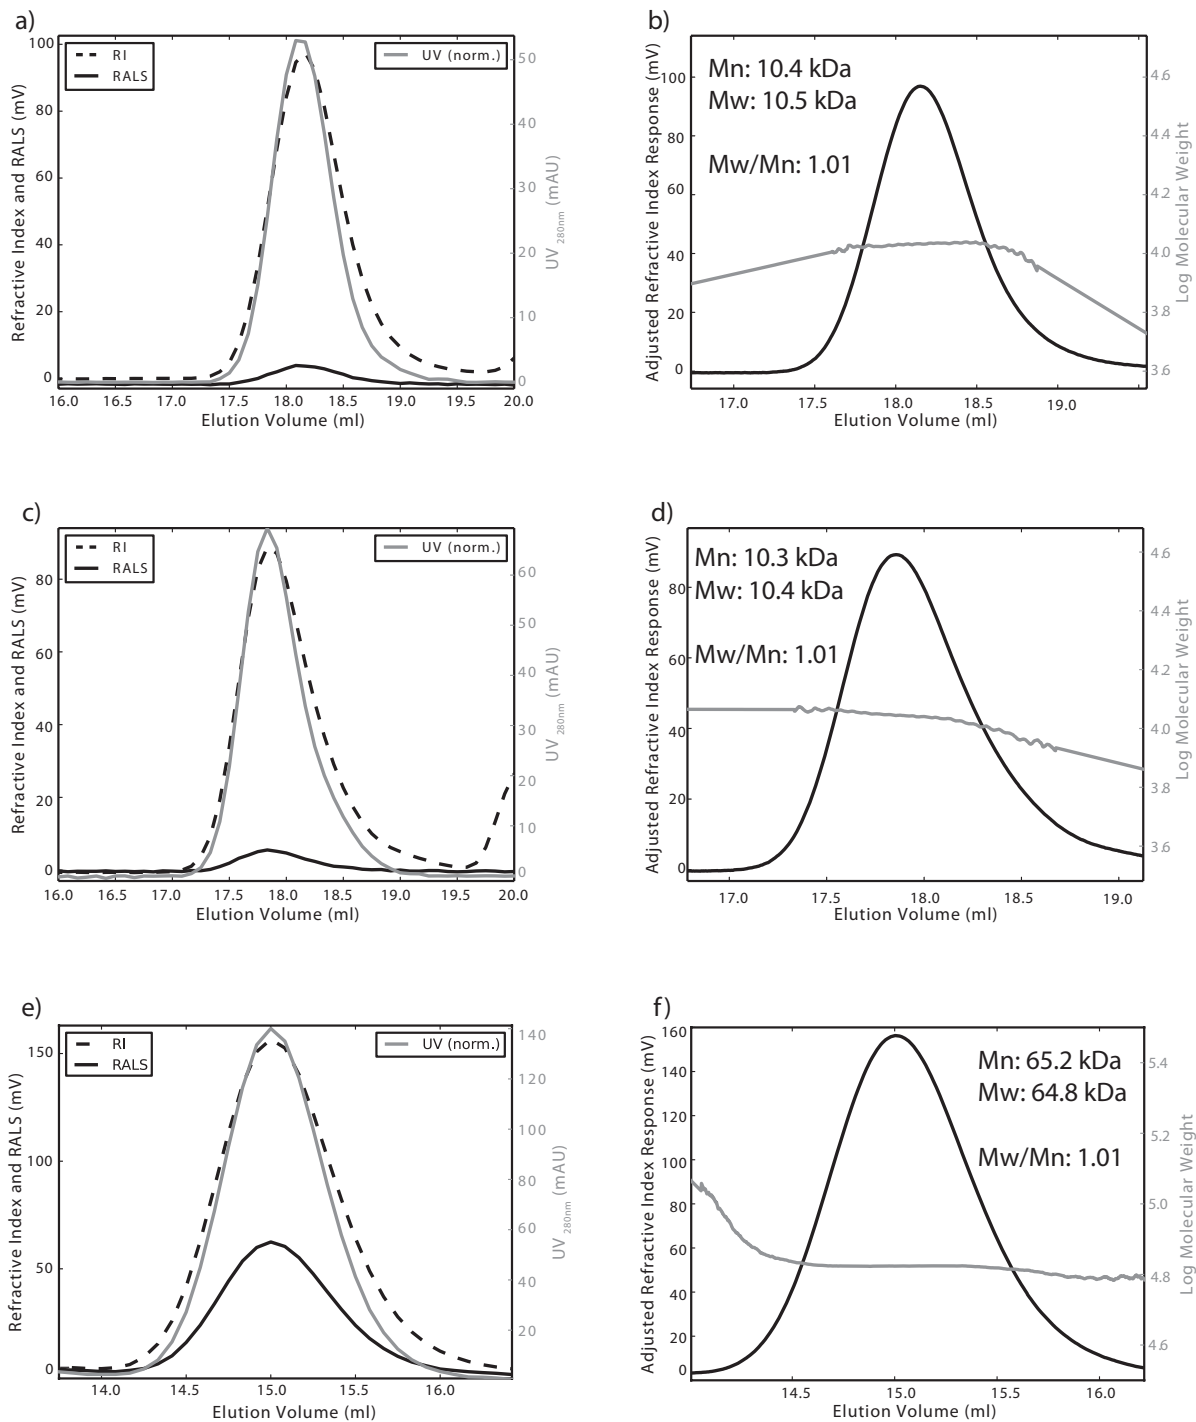 a)
RI
RALS
UV (norm.)
100
80
60
40
20
0
50
40
30
20
10
0
16.0 16.5 17.0 17.5 18.0 18.5 19.0 19.5 20.0
Refractive Index and RALS (mV)
UV 280nm (mAU)
Elution Volume (ml)
b)
Mn: 10.4 kDa
Mw: 10.5 kDa
Mw/Mn: 1.01
100
80
60
40
20
0
4.6
4.4
4.2
4.0
3.8
3.6
17.0 17.5 18.0 18.5 19.0
Adjusted Refractive Index Response (mV)
Log Molecular Weight
Elution Volume (ml)
c)
RI
RALS
UV (norm.)
80
60
40
20
0
60
50
40
30
20
10
0
16.0 16.5 17.0 17.5 18.0 18.5 19.0 19.5 20.0
Refractive Index and RALS (mV)
UV 280nm (mAU)
Elution Volume (ml)
d)
Mn: 10.3 kDa
Mw: 10.4 kDa
Mw/Mn: 1.01
80
60
40
20
0
4.6
4.4
4.2
4.0
3.8
3.6
17.0 17.5 18.0 18.5 19.0
Adjusted Refractive Index Response (mV)
Log Molecular Weight
Elution Volume (ml)
e)
RI
RALS
UV (norm.)
150
100
50
0
140
120
100
80
60
40
20
14.0 14.5 15.0 15.5 16.0
Refractive Index and RALS (mV)
UV 280nm (mAU)
Elution Volume (ml)
f)
Mn: 65.2 kDa
Mw: 64.8 kDa
Mw/Mn: 1.01
160
140
120
100
80
60
40
20
0
5.4
5.2
5.0
4.8
4.6
14.5 15.0 15.5 16.0
Adjusted Refractive Index Response (mV)
Log Molecular Weight
Elution Volume (ml)